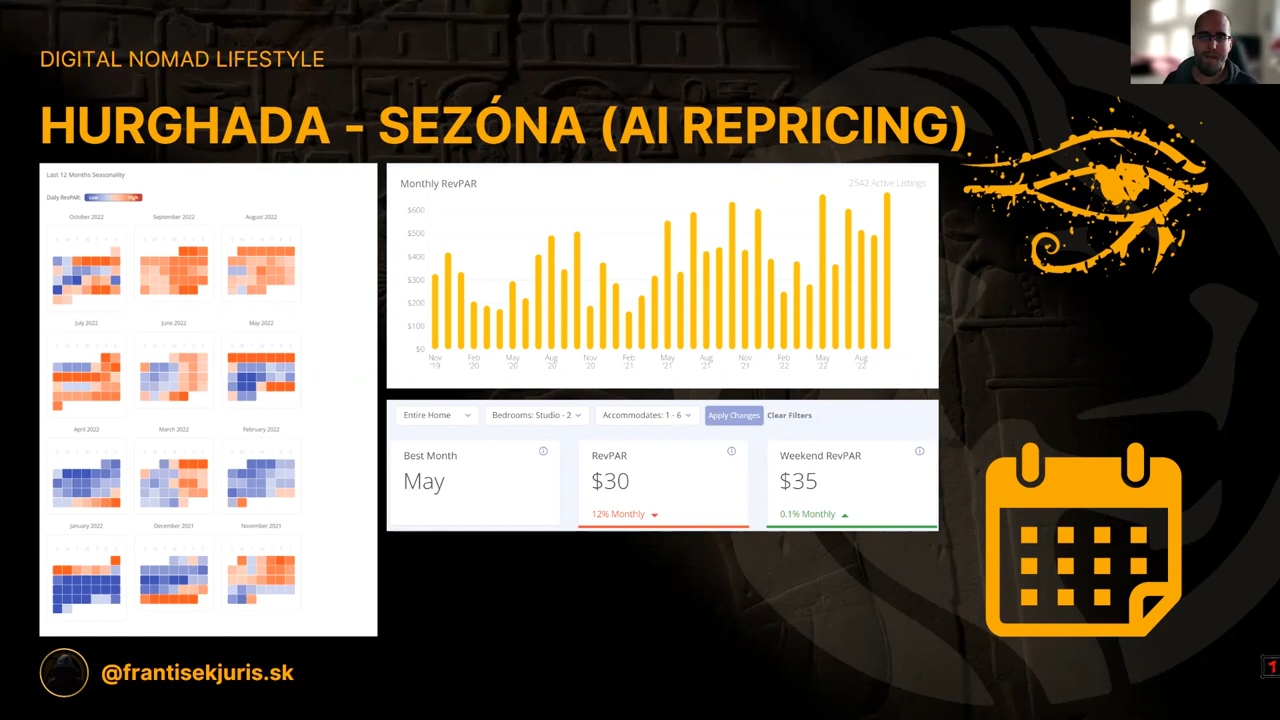 DIGITAL NOMAD LIFESTYLE
HURGHADA - SEZÓNA (AI REPRICING)
Last 12 Months Seasonality
Daily RevPAR: Low High
October 2022 September 2022 August 2022
July 2022 June 2022 May 2022
April 2022 March 2022 February 2022
January 2022 December 2021 November 2021
Monthly RevPAR
2542 Active Listings
$600
$500
$400
$300
$200
$100
$0
Nov '19 Feb '20 May '20 Aug '20 Nov '20 Feb '21 May '21 Aug '21 Nov '21 Feb '22 May '22 Aug '22
Entire Home Bedrooms: Studio - 2 Accommodates: 1 - 6 Apply Changes Clear Filters
Best Month
May
RevPAR
$30
12% Monthly
Weekend RevPAR
$35
0.1% Monthly
@frantisekjuris.sk